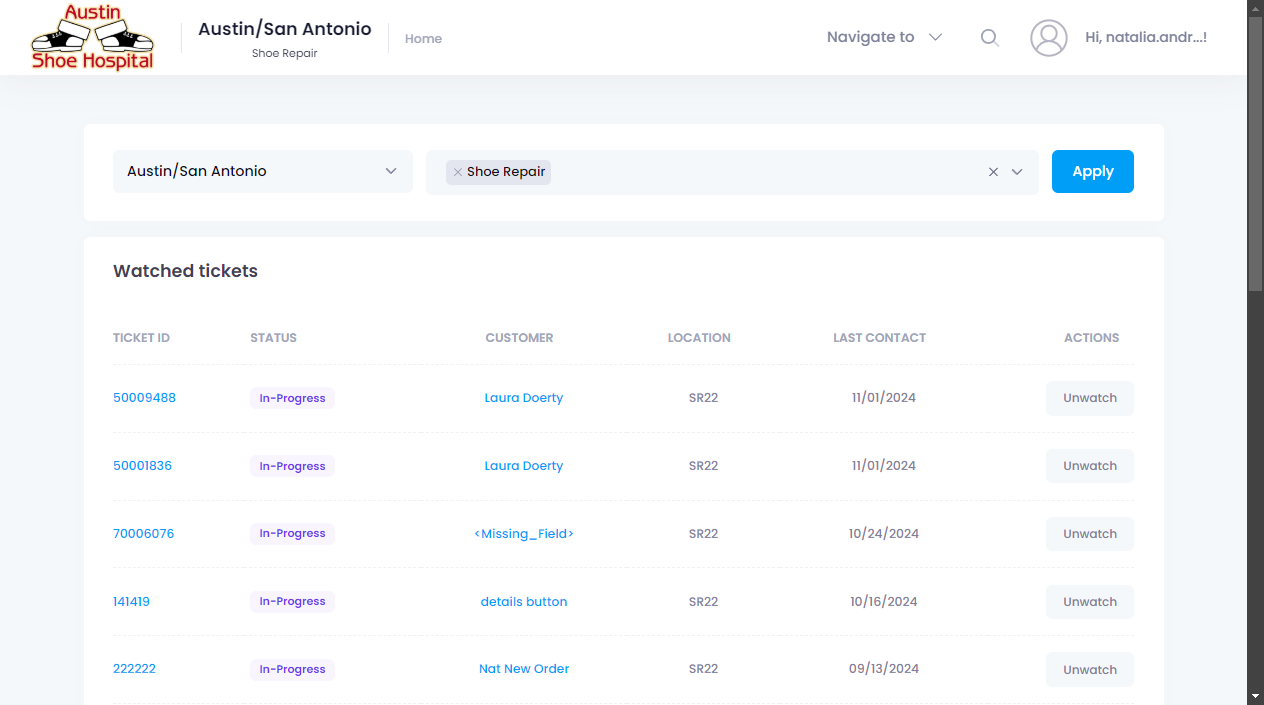 Austin
Shoe Hospital
Austin/San Antonio
Shoe Repair
Home
Navigate to
Hi, natalia.andr...!
Austin/San Antonio
× Shoe Repair
×
Apply
Watched tickets
TICKET ID STATUS CUSTOMER LOCATION LAST CONTACT ACTIONS
50009488 In-Progress Laura Doerty SR22 11/01/2024 Unwatch
50001836 In-Progress Laura Doerty SR22 11/01/2024 Unwatch
70006076 In-Progress <Missing_Field> SR22 10/24/2024 Unwatch
141419 In-Progress details button SR22 10/16/2024 Unwatch
222222 In-Progress Nat New Order SR22 09/13/2024 Unwatch